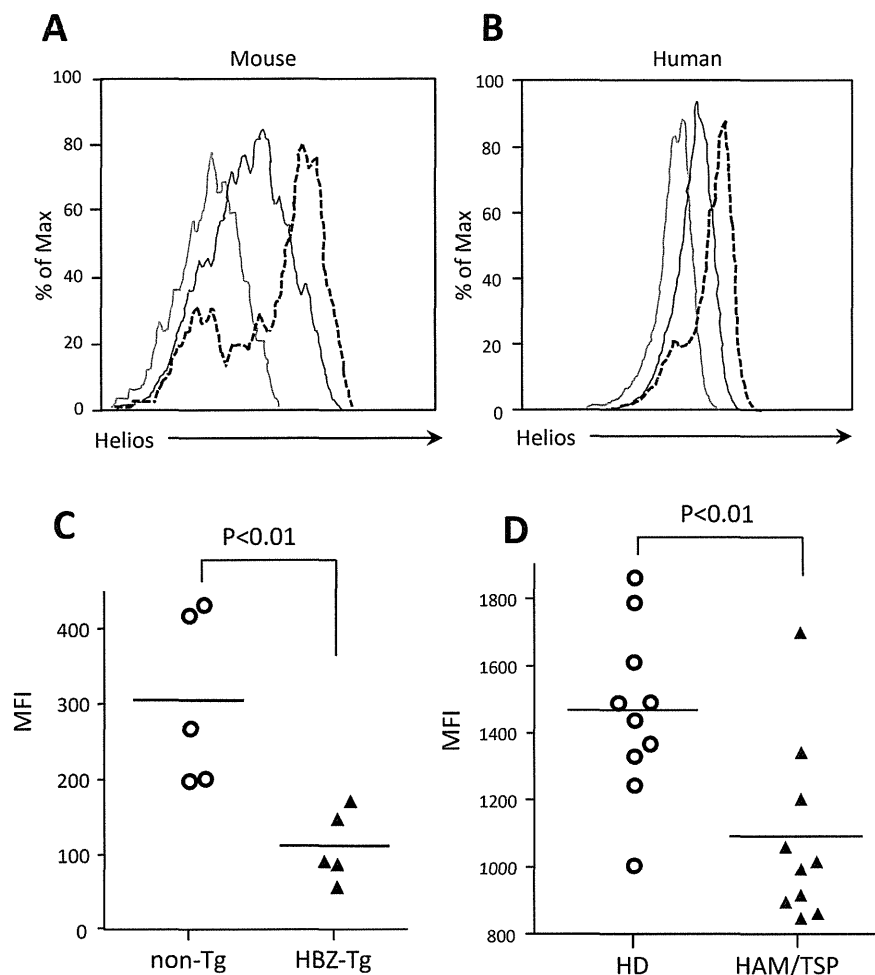 A
B
Mouse
Human
100
80
60
40
20
0
% of Max
Helios
100
80
60
40
20
0
% of Max
Helios
C
D
P<0.01
P<0.01
400
300
200
100
0
MFI
non-Tg
HBZ-Tg
1800
1600
1400
1200
1000
800
MFI
HD
HAM/TSP